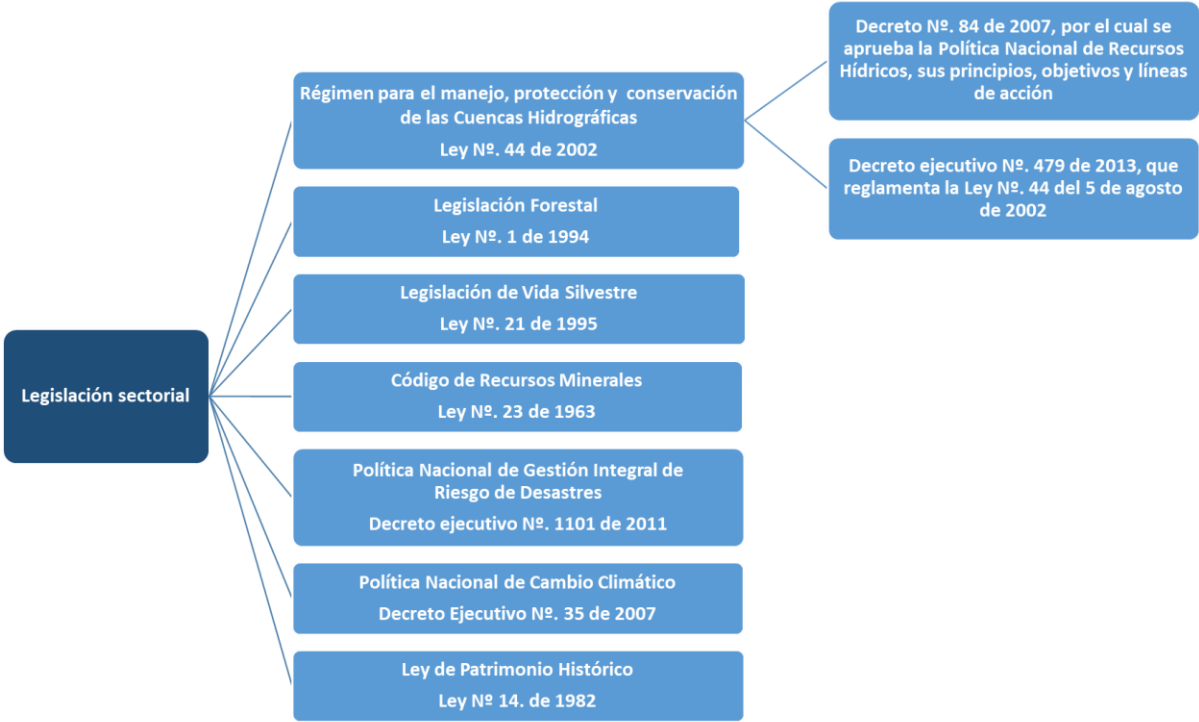 Legislación sectorial
Régimen para el manejo, protección y conservación
de las Cuencas Hidrográficas
Ley Nº. 44 de 2002
Decreto Nº. 84 de 2007, por el cual se
aprueba la Política Nacional de Recursos
Hídricos, sus principios, objetivos y líneas
de acción
Decreto ejecutivo Nº. 479 de 2013, que
reglamenta la Ley Nº. 44 del 5 de agosto
de 2002
Legislación Forestal
Ley Nº. 1 de 1994
Legislación de Vida Silvestre
Ley Nº. 21 de 1995
Código de Recursos Minerales
Ley Nº. 23 de 1963
Política Nacional de Gestión Integral de
Riesgo de Desastres
Decreto ejecutivo Nº. 1101 de 2011
Política Nacional de Cambio Climático
Decreto Ejecutivo Nº. 35 de 2007
Ley de Patrimonio Histórico
Ley Nº 14. de 1982